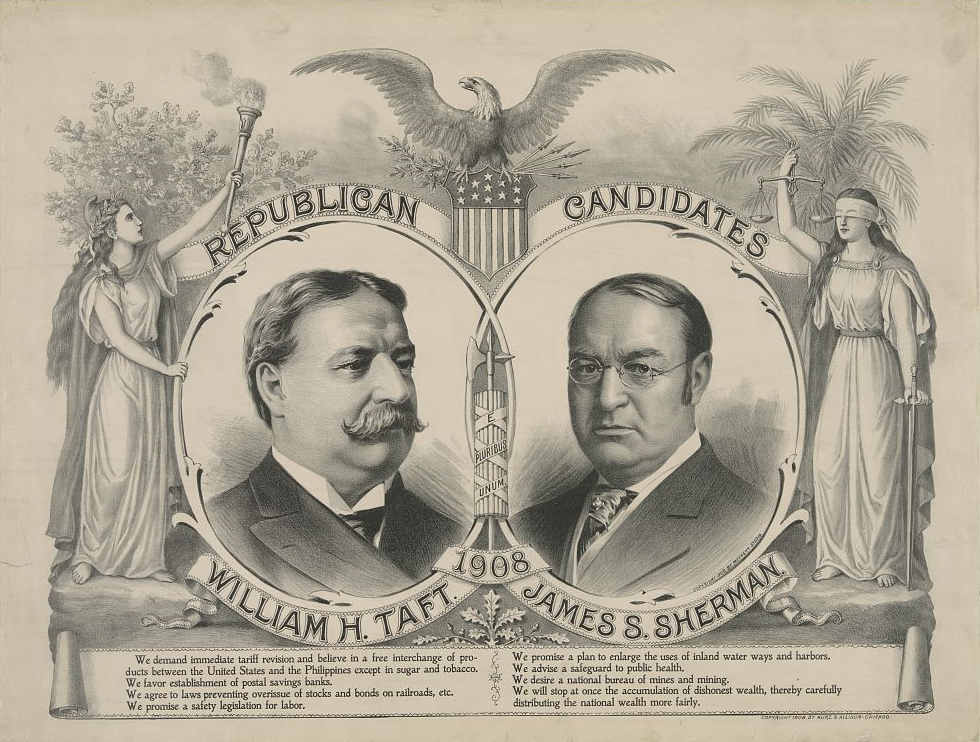 REPUBLICAN CANDIDATES
E
PLURIBUS
UNUM.
1908
WILLIAM H. TAFT.
JAMES S. SHERMAN.
We demand immediate tariff revision and believe in a free interchange of pro-
ducts between the United States and the Philippines except in sugar and tobacco.
We favor establishment of postal savings banks.
We agree to laws preventing overissue of stocks and bonds on railroads, etc.
We promise a safety legislation for labor.
We promise a plan to enlarge the uses of inland water ways and harbors.
We advise a safeguard to public health.
We desire a national bureau of mines and mining.
We will stop at once the accumulation of dishonest wealth, thereby carefully
distributing the national wealth more fairly.
COPYRIGHT 1908 BY KURZ & ALLISON-CHICAGO.